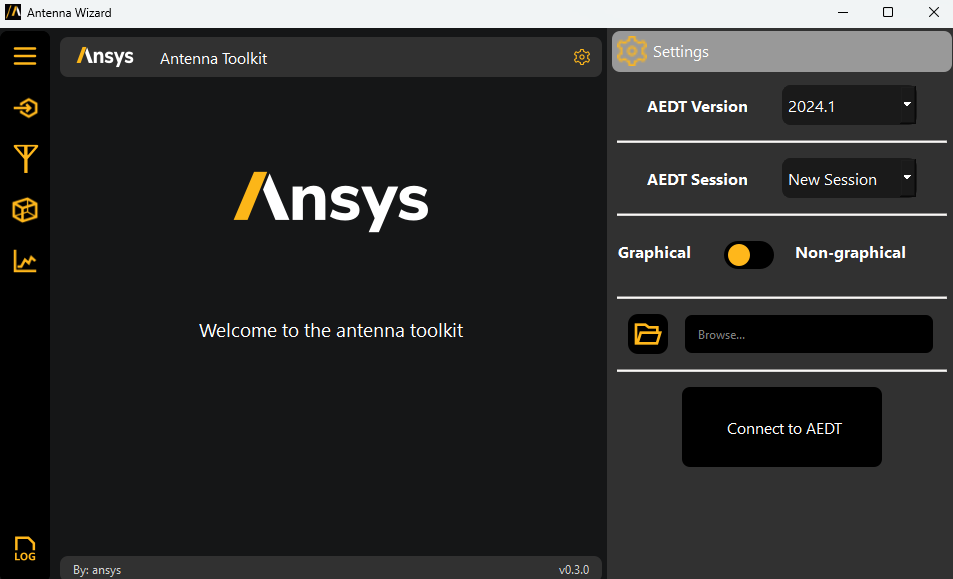 Antenna Wizard
Ansys
Antenna Toolkit
Ansys
Welcome to the antenna toolkit
LOG
By: ansys
v0.3.0
Settings
AEDT Version
2024.1
AEDT Session
New Session
Graphical
Non-graphical
Browse...
Connect to AEDT